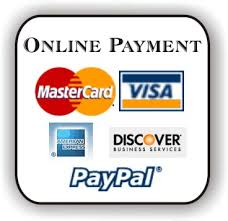 ONLINE PAYMENT
MasterCard VISA
AMERICAN EXPRESS DISCOVER
BUSINESS SERVICES
PayPal